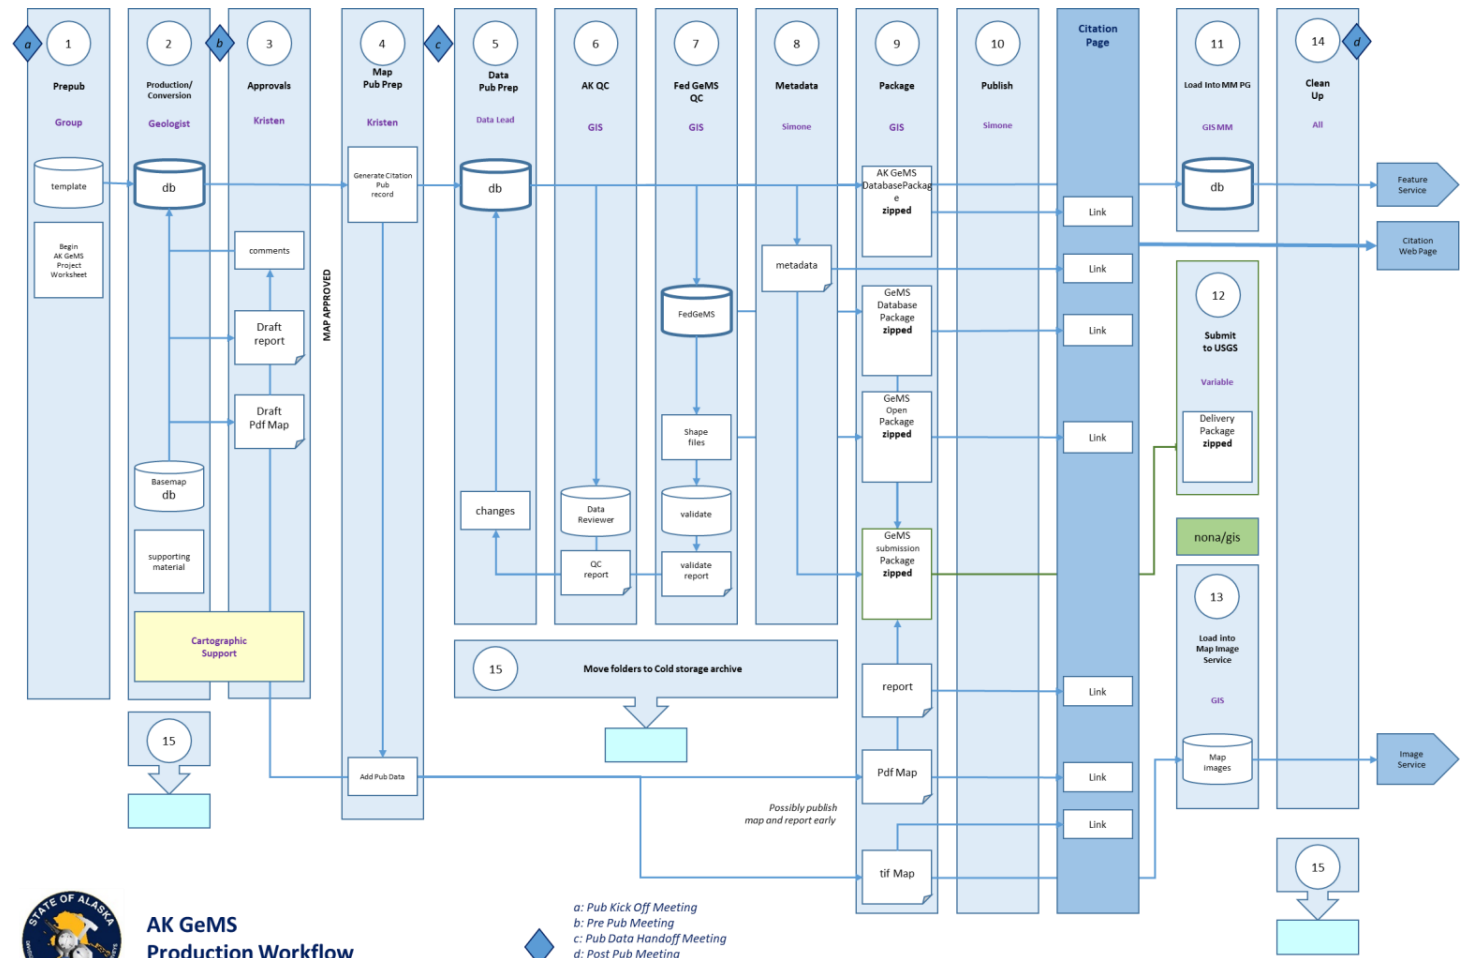 a
1
Prepub
Group
template
Begin
AK GeMS
Project
Worksheet
2
Production/
Conversion
Geologist
db
Basemap
db
supporting
material
Cartographic
Support
15
b
3
Approvals
Kristen
comments
Draft
report
Draft
Pdf Map
MAP APPROVED
4
Map
Pub Prep
Kristen
Generate Citation
Pub
record
Add Pub Data
c
5
Data
Pub Prep
Data Lead
db
changes
6
AK QC
GIS
Data
Reviewer
QC
report
7
Fed GeMS
QC
GIS
FedGeMS
Shape
files
validate
validate
report
8
Metadata
Simone
metadata
15
Move folders to Cold storage archive
Possibly publish
map and report early
9
Package
GIS
AK GeMS
DatabasePackag
e
zipped
GeMS
Database
Package
zipped
GeMS
Open
Package
zipped
GeMS
submission
Package
zipped
report
Pdf Map
tif Map
10
Publish
Simone
Citation
Page
Link
Link
Link
Link
Link
Link
Link
11
Load Into MM PG
GIS MM
db
12
Submit
to USGS
Variable
Delivery
Package
zipped
nona/gis
13
Load into
Map Image
Service
GIS
Map
images
14
d
Clean
Up
All
15
Feature
Service
Citation
Web Page
Image
Service
STATE OF ALASKA
AK GeMS
Production Workflow
a: Pub Kick Off Meeting
b: Pre Pub Meeting
c: Pub Data Handoff Meeting
d: Post Pub Meeting